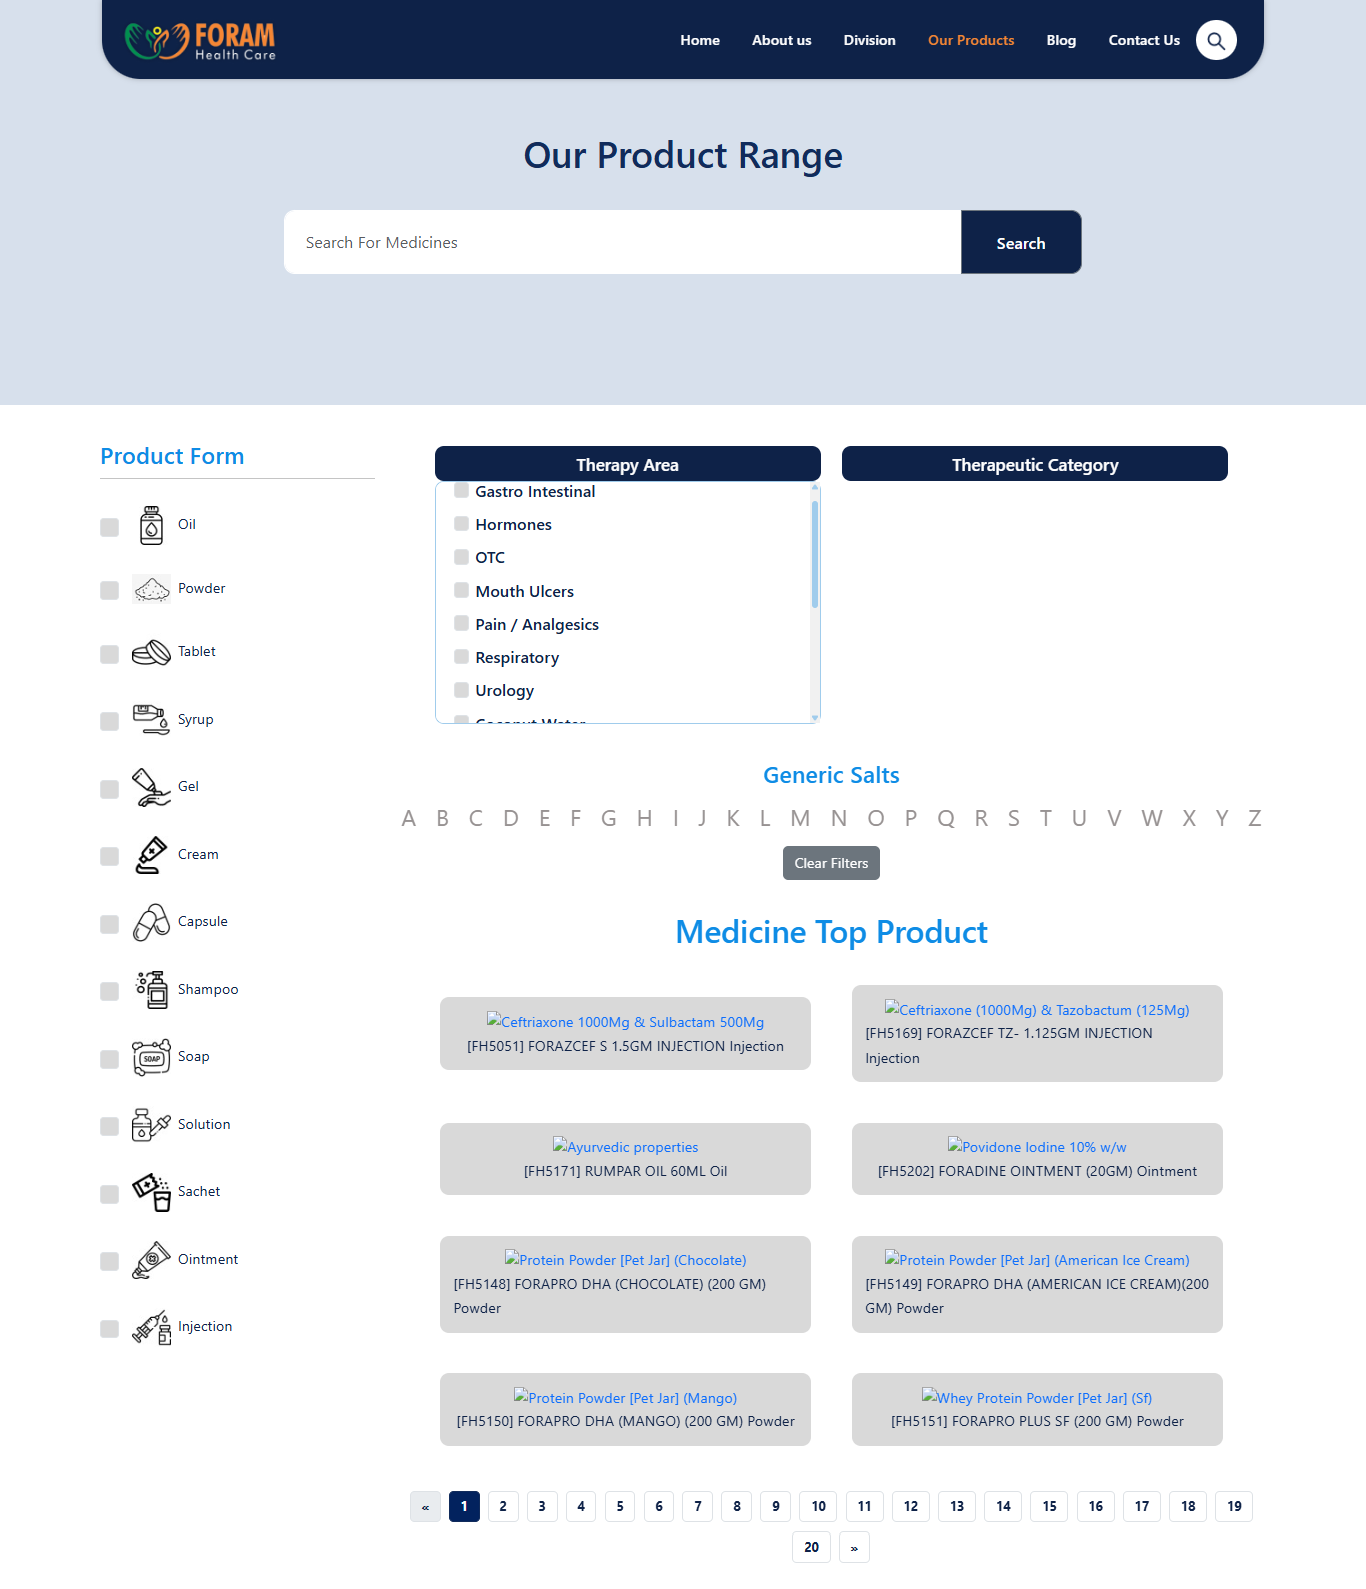 FORAM
Health Care
Home
About us
Division
Our Products
Blog
Contact Us
Our Product Range
Search For Medicines
Search
Product Form
Oil
Powder
Tablet
Syrup
Gel
Cream
Capsule
Shampoo
SOAP
Soap
Solution
Sachet
Ointment
Injection
Therapy Area
Gastro Intestinal
Hormones
OTC
Mouth Ulcers
Pain / Analgesics
Respiratory
Urology
Coconut Water
Therapeutic Category
Generic Salts
A B C D E F G H I J K L M N O P Q R S T U V W X Y Z
Clear Filters
Medicine Top Product
Ceftriaxone 1000Mg & Sulbactam 500Mg
[FH5051] FORAZCEF S 1.5GM INJECTION Injection
Ceftriaxone (1000Mg) & Tazobactum (125Mg)
[FH5169] FORAZCEF TZ- 1.125GM INJECTION
Injection
Ayurvedic properties
[FH5171] RUMPAR OIL 60ML Oil
Povidone Iodine 10% w/w
[FH5202] FORADINE OINTMENT (20GM) Ointment
Protein Powder [Pet Jar] (Chocolate)
[FH5148] FORAPRO DHA (CHOCOLATE) (200 GM)
Powder
Protein Powder [Pet Jar] (American Ice Cream)
[FH5149] FORAPRO DHA (AMERICAN ICE CREAM)(200
GM) Powder
Protein Powder [Pet Jar] (Mango)
[FH5150] FORAPRO DHA (MANGO) (200 GM) Powder
Whey Protein Powder [Pet Jar] (Sf)
[FH5151] FORAPRO PLUS SF (200 GM) Powder
« 1 2 3 4 5 6 7 8 9 10 11 12 13 14 15 16 17 18 19
20 »